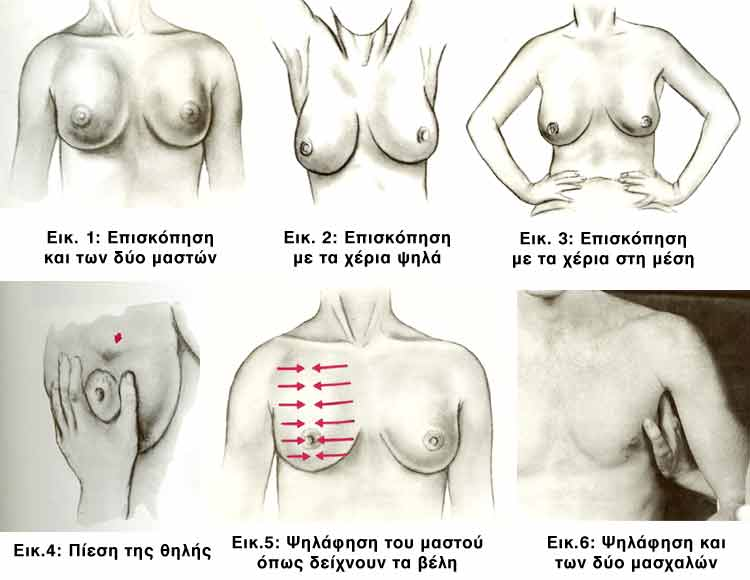 Εικ. 1: Επισκόπηση
και των δύο μαστών
Εικ. 2: Επισκόπηση
με τα χέρια ψηλά
Εικ. 3: Επισκόπηση
με τα χέρια στη μέση
Εικ.4: Πίεση της θηλής
Εικ.5: Ψηλάφηση του μαστού
όπως δείχνουν τα βέλη
Εικ.6: Ψηλάφηση και
των δύο μασχαλών